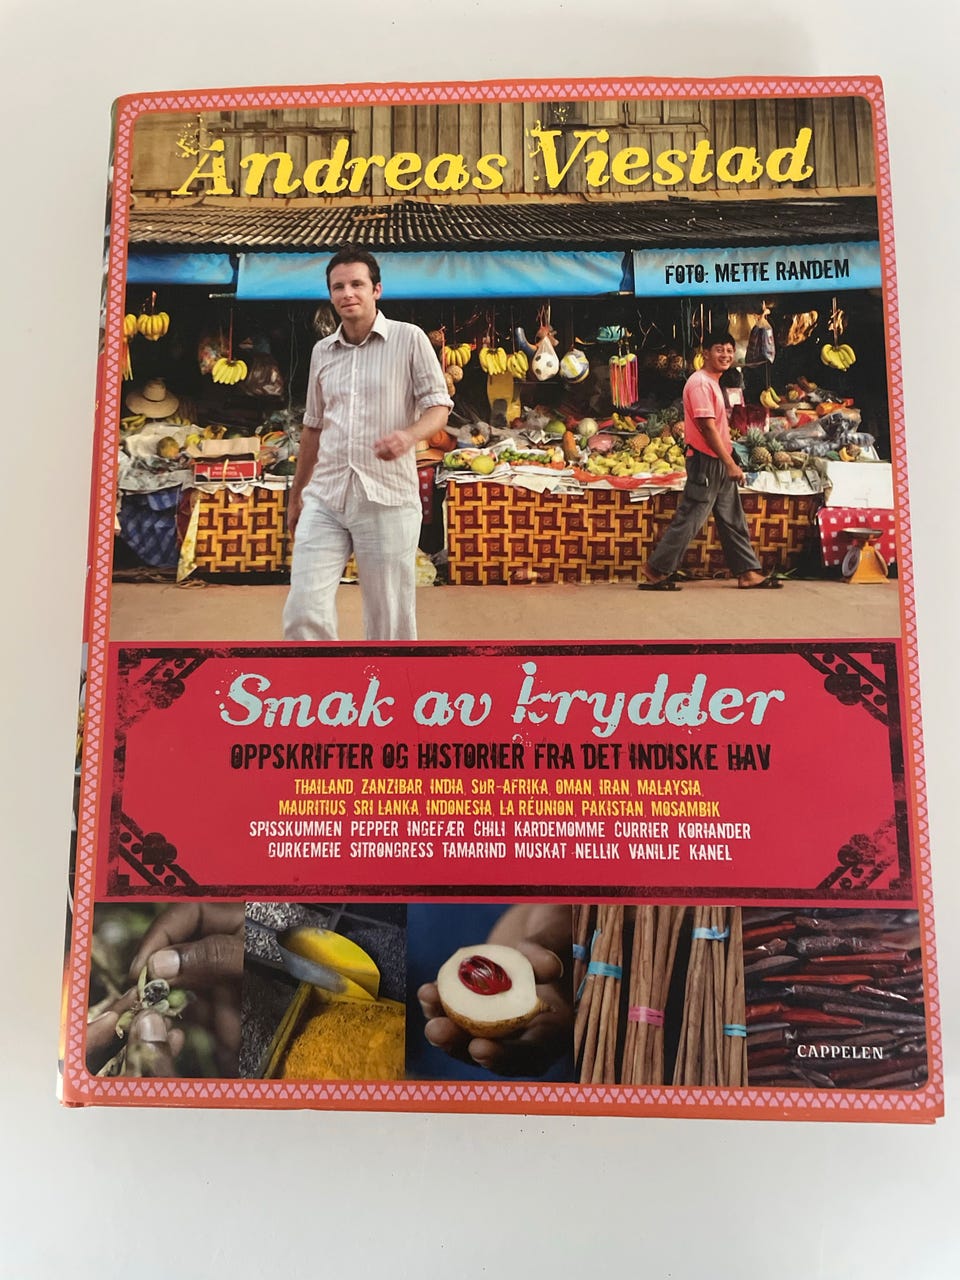 Andreas Viestad
FOTO: METTE RANDEM
Smak av krydder
OPPSKRIFTER OG HISTORIER FRA DET INDISKE HAV
THAILAND, ZANZIBAR, INDIA, SØR-AFRIKA, OMAN, IRAN, MALAYSIA,
MAURITIUS, SRI LANKA, INDONESIA, LA RÉUNION, PAKISTAN, MOSAMBIK
SPISSKUMMEN PEPPER INGEFÆR CHILI KARDEMOMME CURRIER KORIANDER
GURKEMEIE SITRONGRESS TAMARIND MUSKAT NELLIK VANILJE KANEL
CAPPELEN